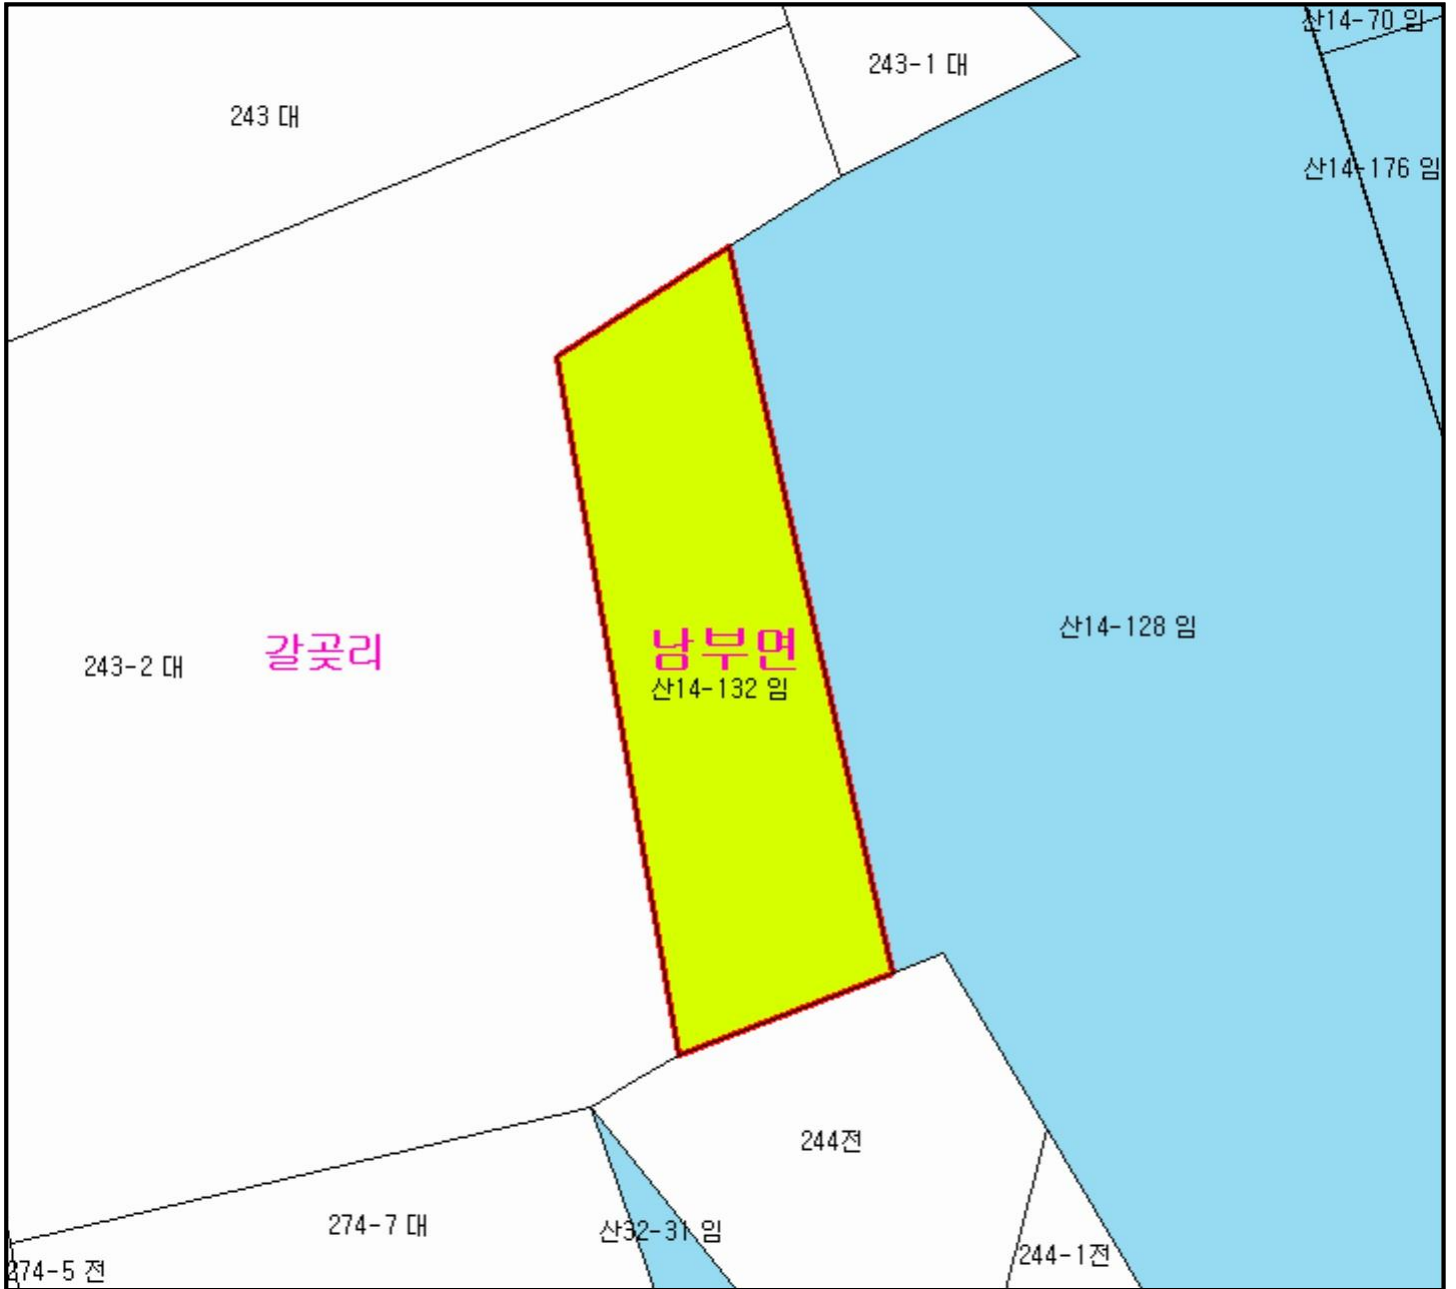 산14-70 임
243-1 대
243 대
산14-176 임
산14-128 임
남부면
갈곶리
243-2 대
산14-132 임
244전
274-7 대
산32-31 임
244-1전
274-5 전